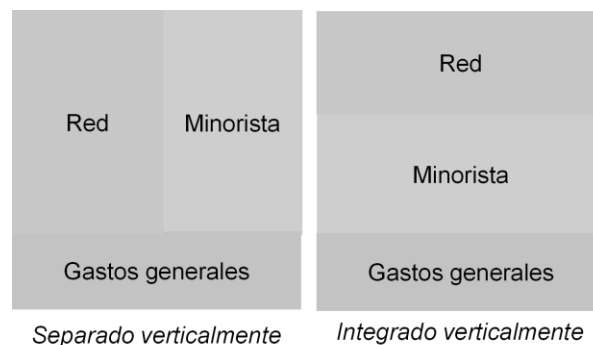 Red
Minorista
Gastos generales
Separado verticalmente
Red
Minorista
Gastos generales
Integrado verticalmente